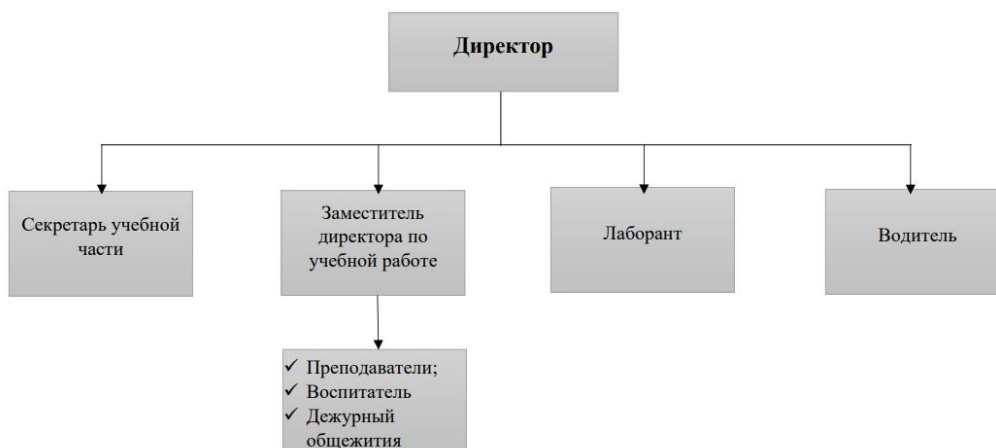 Директор
Секретарь учебной
части
Заместитель
директора по
учебной работе
Лаборант
Водитель
✓ Преподаватели;
✓ Воспитатель
✓ Дежурный
общежития